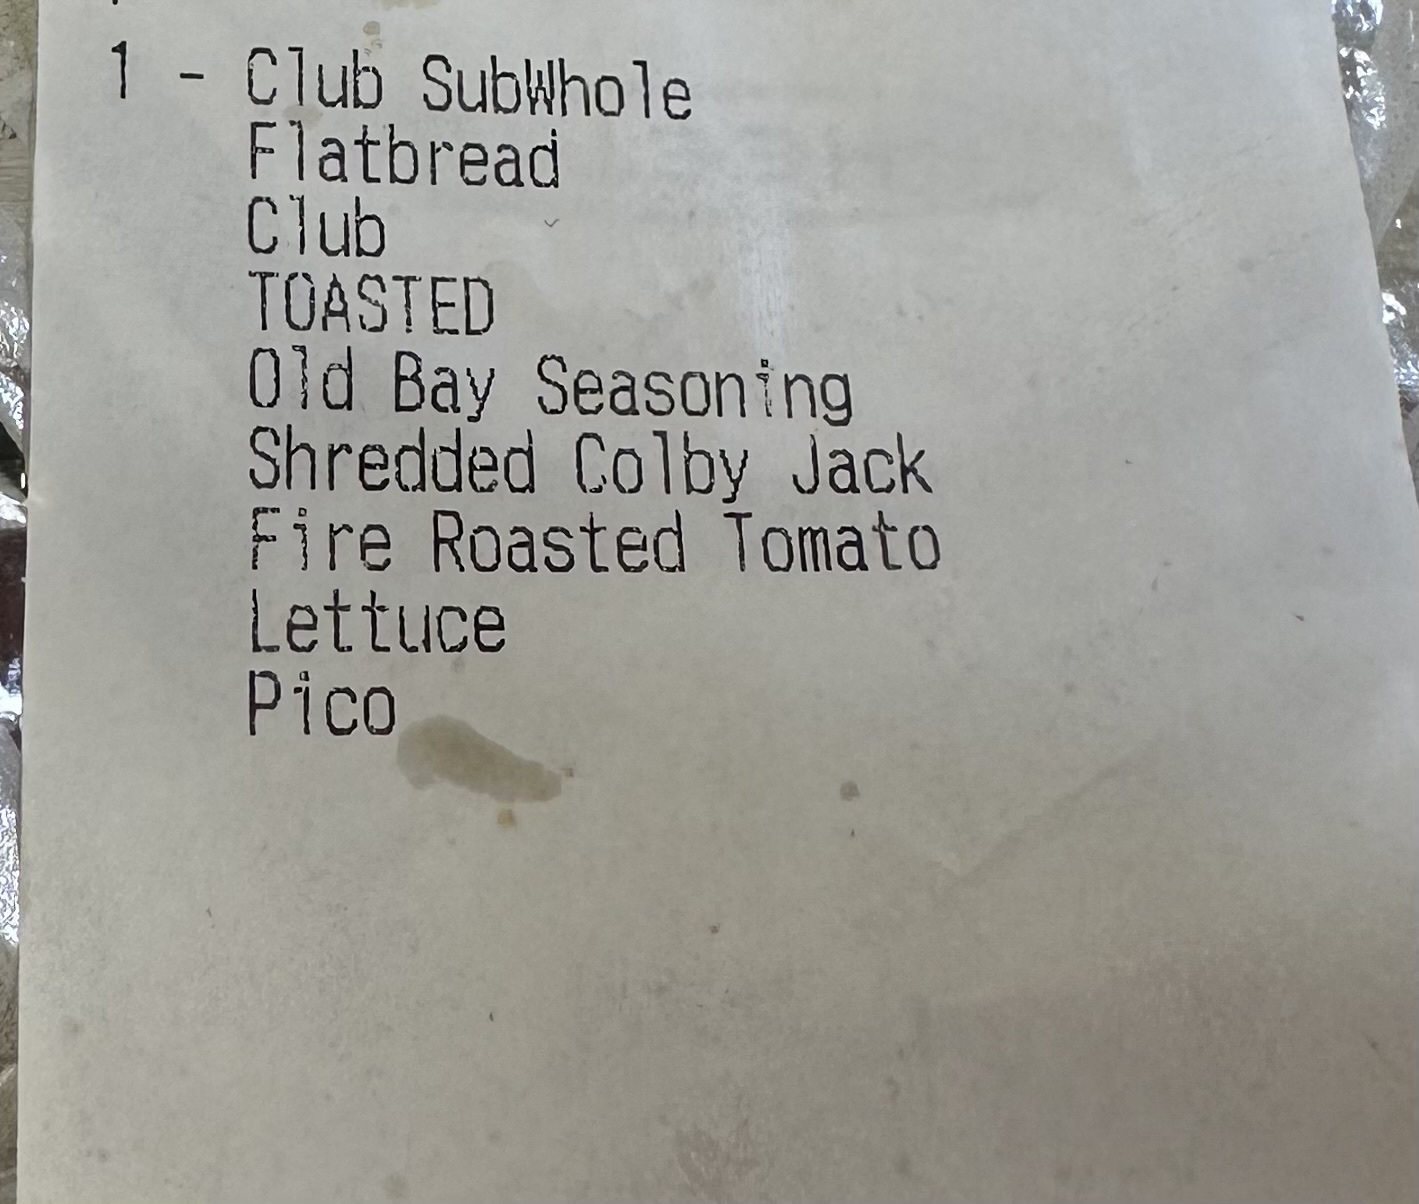 1 - Club SubWhole
Flatbread
Club
TOASTED
Old Bay Seasoning
Shredded Colby Jack
Fire Roasted Tomato
Lettuce
Pico